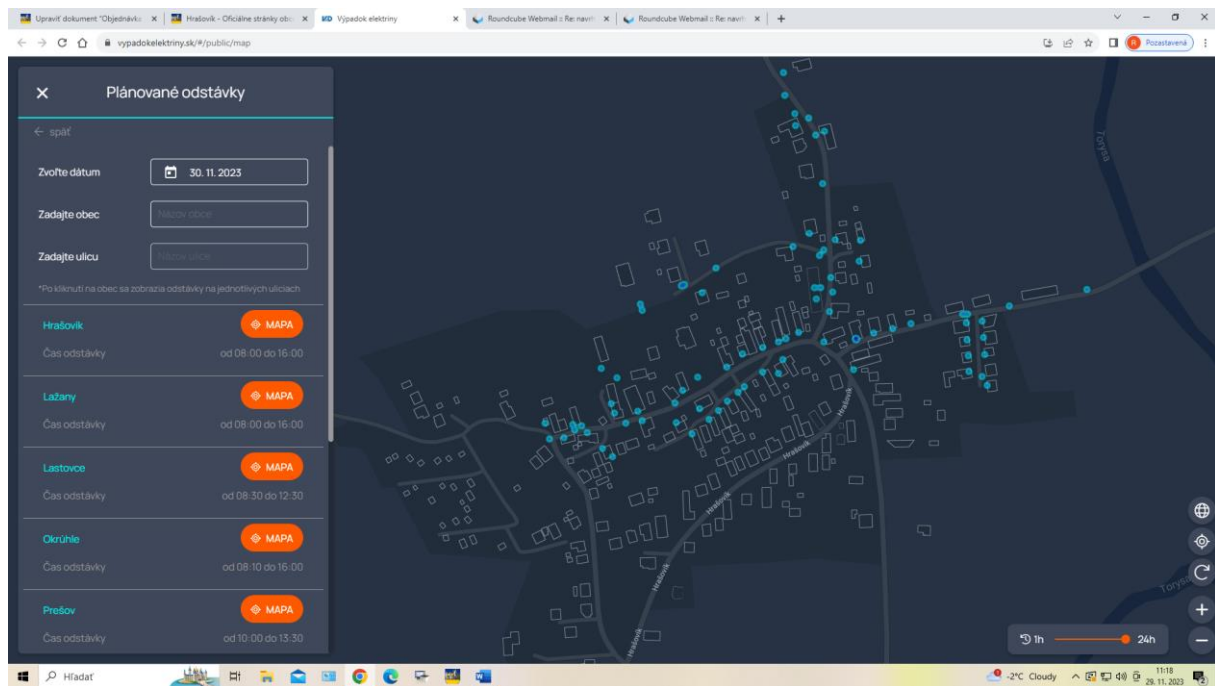 Upraviť dokument "Objednávka
Hrašovík – Oficiálne stránky obc
Výpadok elektriny
Roundcube Webmail :: Re: navrh
Roundcube Webmail :: Re: navrh
vypadokelektriny.sk/#/public/map
R
Pozastavená
Plánované odstávky
späť
Zvoľte dátum
30. 11. 2023
Zadajte obec
Názov obce
Zadajte ulicu
Názov ulice
*Po kliknutí na obec sa zobrazia odstávky na jednotlivých uliciach
Hrašovík
MAPA
Čas odstávky
od 08:00 do 16:00
Lažany
MAPA
Čas odstávky
od 08:00 do 16:00
Lastovce
MAPA
Čas odstávky
od 08:30 do 12:30
Okrúhle
MAPA
Čas odstávky
od 08:10 do 16:00
Prešov
MAPA
Čas odstávky
od 10:00 do 13:30
Torysa
Hrašovík
Hrašovík
Hrašovík
Hrašovík
Hrašovík
Torysa
1h
24h
Hľadať
-2°C Cloudy
11:18
29. 11. 2023
2